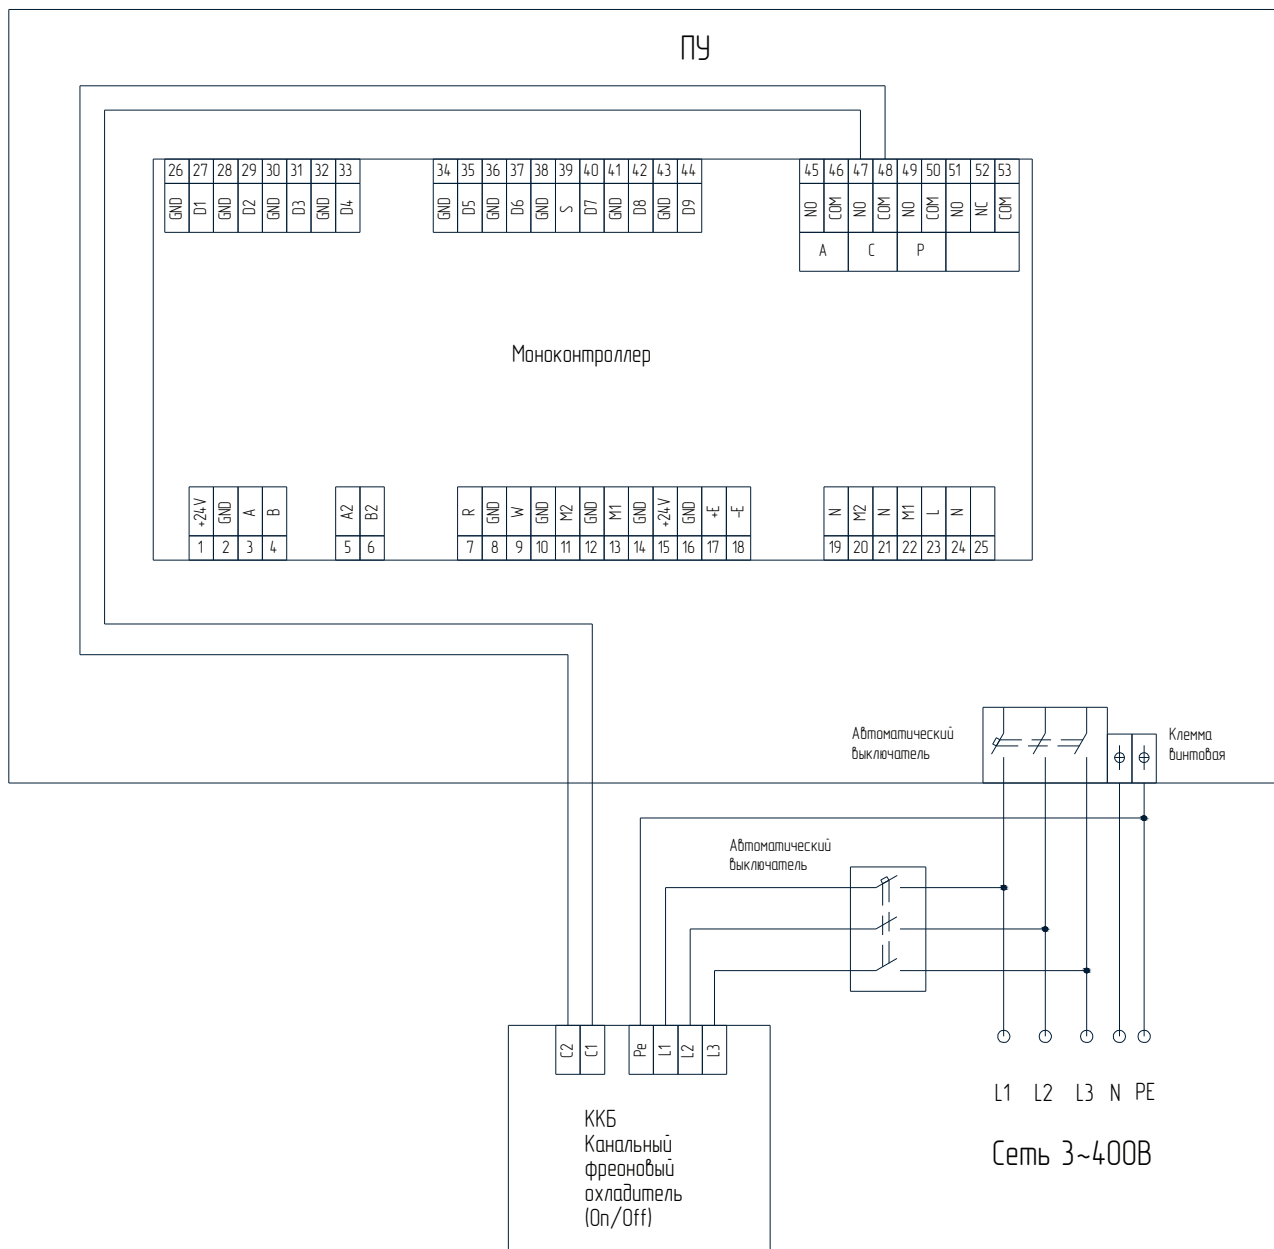 ПУ
26 27 28 29 30 31 32 33 34 35 36 37 38 39 40 41 42 43 44 45 46 47 48 49 50 51 52 53
GND D1 GND D2 GND D3 GND D4 GND D5 GND D6 GND S D7 GND D8 GND D9 NO COM NO COM NO COM NO NC COM
A C P
Моноконтроллер
+24V GND A B A2 B2 R GND W GND M2 GND M1 GND +24V GND +E -E N M2 N M1 L N
1 2 3 4 5 6 7 8 9 10 11 12 13 14 15 16 17 18 19 20 21 22 23 24 25
Автоматический
выключатель
Клемма
винтовая
Автоматический
выключатель
C2 C1 Pe L1 L2 L3
L1 L2 L3 N PE
Сеть 3~400В
ККБ
Канальный
фреоновый
охладитель
(On/Off)